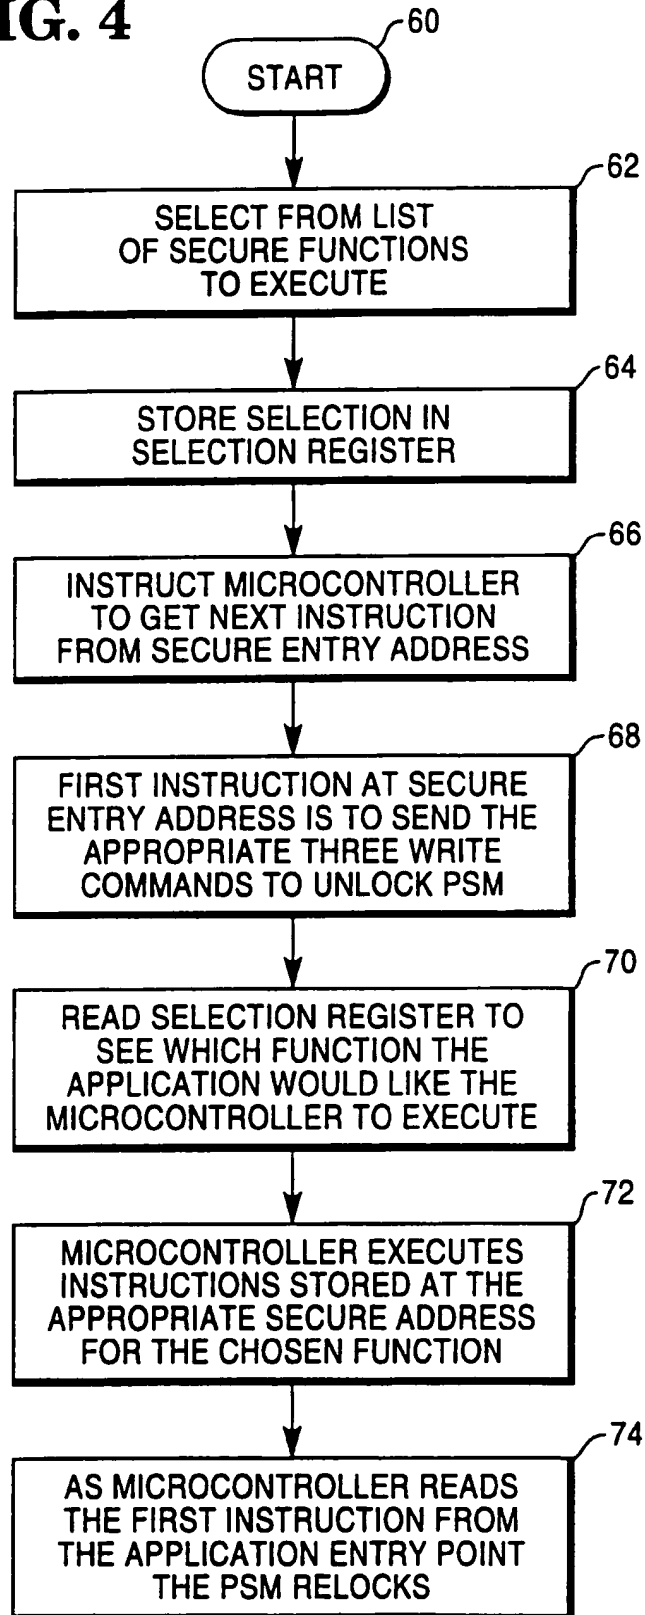 IG. 4
60
START
62
SELECT FROM LIST
OF SECURE FUNCTIONS
TO EXECUTE
64
STORE SELECTION IN
SELECTION REGISTER
66
INSTRUCT MICROCONTROLLER
TO GET NEXT INSTRUCTION
FROM SECURE ENTRY ADDRESS
68
FIRST INSTRUCTION AT SECURE
ENTRY ADDRESS IS TO SEND THE
APPROPRIATE THREE WRITE
COMMANDS TO UNLOCK PSM
70
READ SELECTION REGISTER TO
SEE WHICH FUNCTION THE
APPLICATION WOULD LIKE THE
MICROCONTROLLER TO EXECUTE
72
MICROCONTROLLER EXECUTES
INSTRUCTIONS STORED AT THE
APPROPRIATE SECURE ADDRESS
FOR THE CHOSEN FUNCTION
74
AS MICROCONTROLLER READS
THE FIRST INSTRUCTION FROM
THE APPLICATION ENTRY POINT
THE PSM RELOCKS